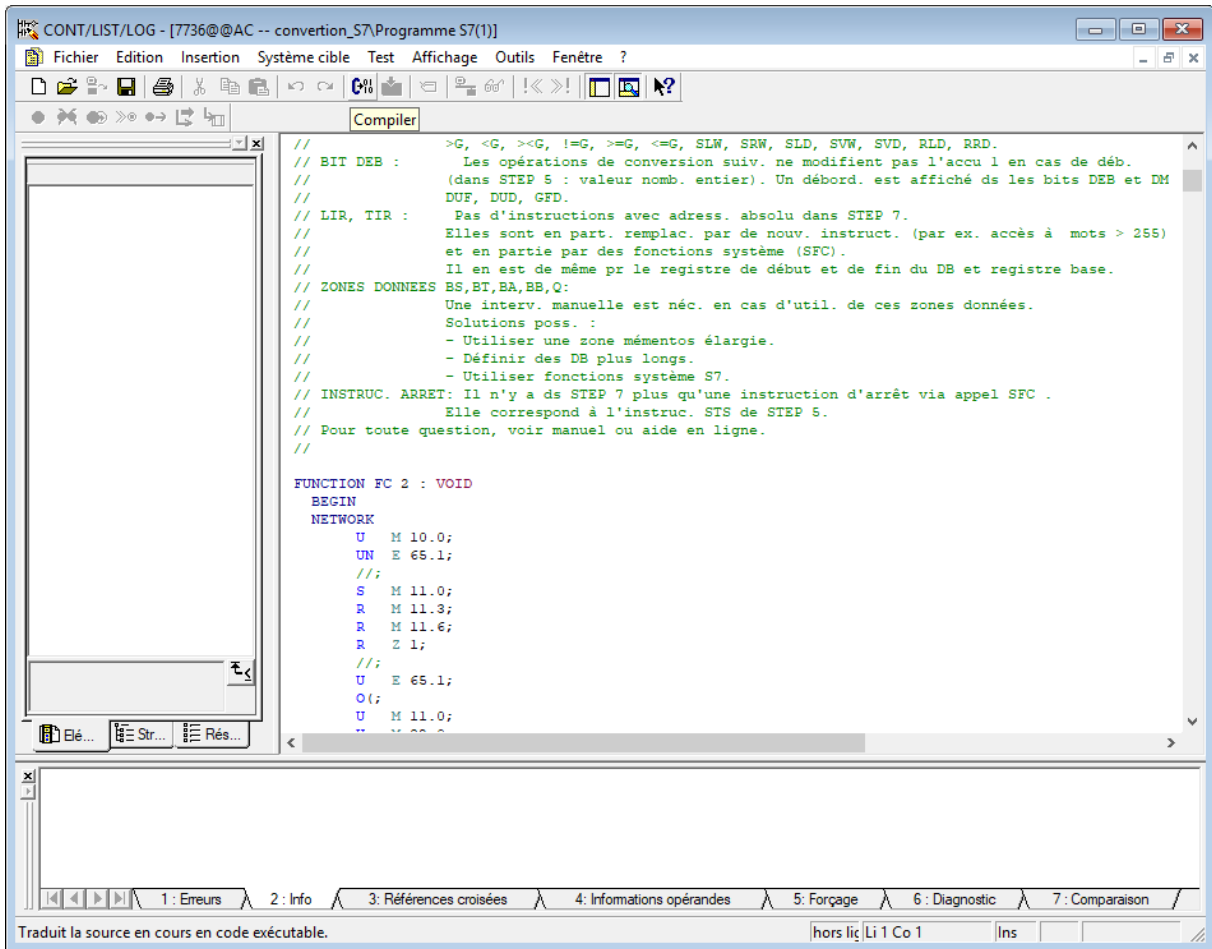 CONT/LIST/LOG - [7736@@AC -- convertion_S7\Programme S7(1)]
Fichier Edition Insertion Système cible Test Affichage Outils Fenêtre ?
Compiler
// >G, <G, ><G, !=G, >=G, <=G, SLW, SRW, SLD, SVW, SVD, RLD, RRD.
// BIT DEB : Les opérations de conversion suiv. ne modifient pas l'accu 1 en cas de déb.
// (dans STEP 5 : valeur nomb. entier). Un débord. est affiché ds les bits DEB et DM
// DUF, DUD, GFD.
// LIR, TIR : Pas d'instructions avec adress. absolu dans STEP 7.
// Elles sont en part. remplac. par de nouv. instruct. (par ex. accès à mots > 255)
// et en partie par des fonctions système (SFC).
// Il en est de même pr le registre de début et de fin du DB et registre base.
// ZONES DONNEES BS,BT,BA,BB,Q:
// Une interv. manuelle est néc. en cas d'util. de ces zones données.
// Solutions poss. :
// - Utiliser une zone mémentos élargie.
// - Définir des DB plus longs.
// - Utiliser fonctions système S7.
// INSTRUC. ARRET: Il n'y a ds STEP 7 plus qu'une instruction d'arrêt via appel SFC .
// Elle correspond à l'instruc. STS de STEP 5.
// Pour toute question, voir manuel ou aide en ligne.
//
FUNCTION FC 2 : VOID
BEGIN
NETWORK
U M 10.0;
UN E 65.1;
//;
S M 11.0;
R M 11.3;
R M 11.6;
R Z 1;
//;
U E 65.1;
O(;
U M 11.0;
Elé... Str... Rés...
1 : Erreurs 2 : Info 3: Références croisées 4: Informations opérandes 5: Forçage 6 : Diagnostic 7 : Comparaison
Traduit la source en cours en code exécutable. hors lig Li 1 Co 1 Ins